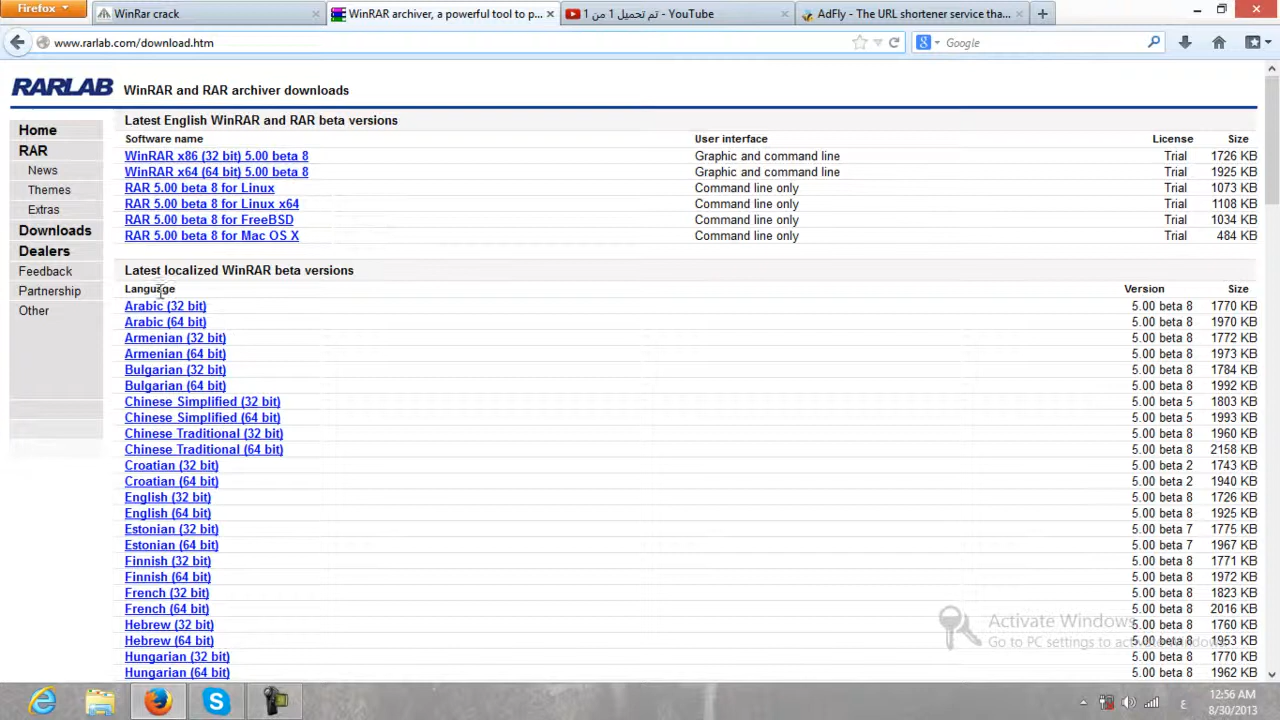 Firefox
WinRar crack
WinRAR archiver, a powerful tool to p...
تم تحميل 1 من 1 - YouTube
AdFly - The URL shortener service tha...
www.rarlab.com/download.htm
Google
RARLAB
WinRAR and RAR archiver downloads
Home
RAR
News
Themes
Extras
Downloads
Dealers
Feedback
Partnership
Other
Latest English WinRAR and RAR beta versions
Software name User interface License Size
WinRAR x86 (32 bit) 5.00 beta 8 Graphic and command line Trial 1726 KB
WinRAR x64 (64 bit) 5.00 beta 8 Graphic and command line Trial 1925 KB
RAR 5.00 beta 8 for Linux Command line only Trial 1073 KB
RAR 5.00 beta 8 for Linux x64 Command line only Trial 1108 KB
RAR 5.00 beta 8 for FreeBSD Command line only Trial 1034 KB
RAR 5.00 beta 8 for Mac OS X Command line only Trial 484 KB
Latest localized WinRAR beta versions
Language Version Size
Arabic (32 bit) 5.00 beta 8 1770 KB
Arabic (64 bit) 5.00 beta 8 1970 KB
Armenian (32 bit) 5.00 beta 8 1772 KB
Armenian (64 bit) 5.00 beta 8 1973 KB
Bulgarian (32 bit) 5.00 beta 8 1784 KB
Bulgarian (64 bit) 5.00 beta 8 1992 KB
Chinese Simplified (32 bit) 5.00 beta 5 1803 KB
Chinese Simplified (64 bit) 5.00 beta 5 1993 KB
Chinese Traditional (32 bit) 5.00 beta 8 1960 KB
Chinese Traditional (64 bit) 5.00 beta 8 2158 KB
Croatian (32 bit) 5.00 beta 2 1743 KB
Croatian (64 bit) 5.00 beta 2 1940 KB
English (32 bit) 5.00 beta 8 1726 KB
English (64 bit) 5.00 beta 8 1925 KB
Estonian (32 bit) 5.00 beta 7 1775 KB
Estonian (64 bit) 5.00 beta 7 1967 KB
Finnish (32 bit) 5.00 beta 8 1771 KB
Finnish (64 bit) 5.00 beta 8 1972 KB
French (32 bit) 5.00 beta 8 1823 KB
French (64 bit) 5.00 beta 8 2016 KB
Hebrew (32 bit) 5.00 beta 8 1760 KB
Hebrew (64 bit) 5.00 beta 8 1953 KB
Hungarian (32 bit) 5.00 beta 8 1770 KB
Hungarian (64 bit) 5.00 beta 8 1962 KB
Activate Windows
Go to PC settings to activate Windows.
ع
12:56 AM
8/30/2013